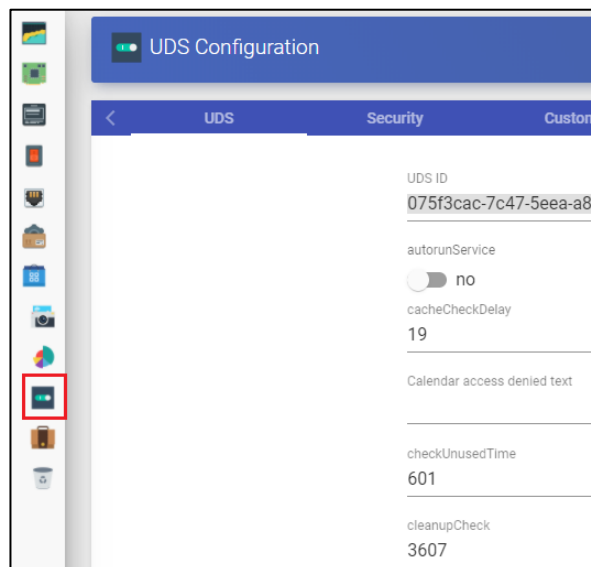 UDS Configuration
UDS Security
UDS ID
075f3cac-7c47-5eea-a8
autorunService
no
cacheCheckDelay
19
Calendar access denied text
checkUnusedTime
601
cleanupCheck
3607